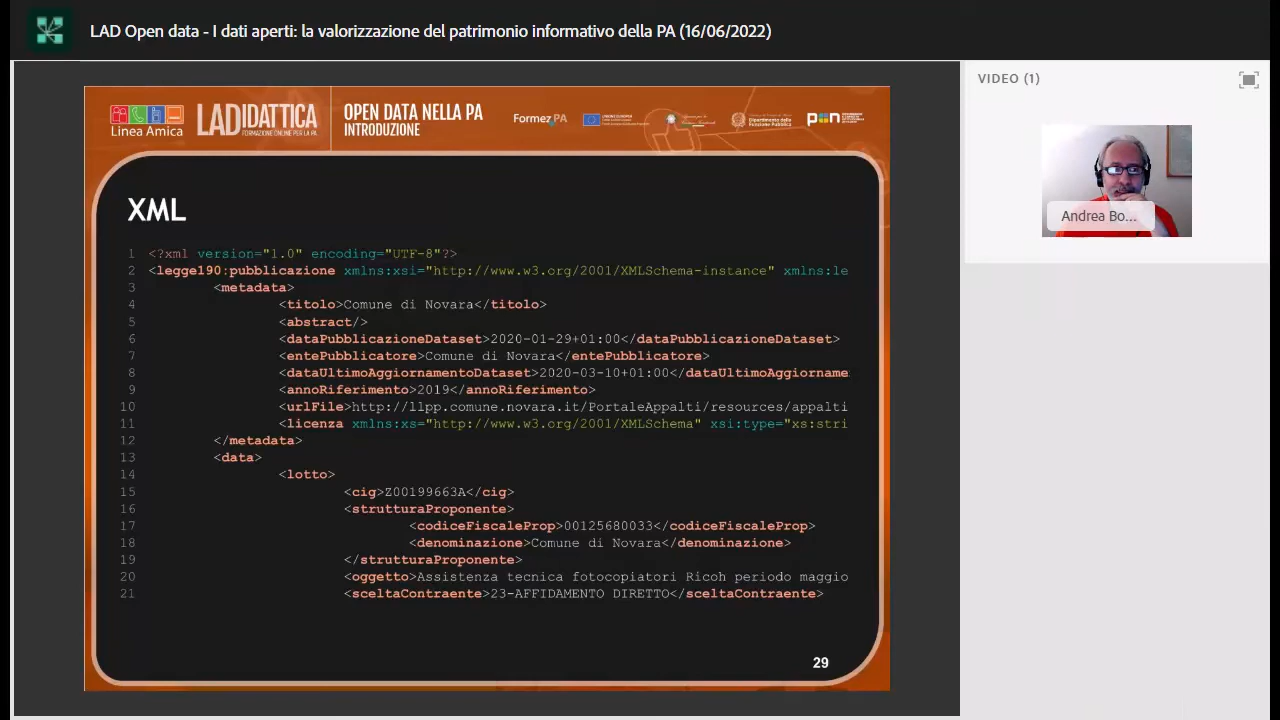 LAD Open data - I dati aperti: la valorizzazione del patrimonio informativo della PA (16/06/2022)
VIDEO (1)
Linea Amica
LADIDATTICA
FORMAZIONE ONLINE PER LA PA
OPEN DATA NELLA PA
INTRODUZIONE
FormezPA
Dipartimento della
Funzione Pubblica
pon
Andrea Bo...
XML
1 <?xml version="1.0" encoding="UTF-8"?>
2 <legge190:pubblicazione xmlns:xsi="http://www.w3.org/2001/XMLSchema-instance" xmlns:le
3 <metadata>
4 <titolo>Comune di Novara</titolo>
5 <abstract/>
6 <dataPubblicazioneDataset>2020-01-29+01:00</dataPubblicazioneDataset>
7 <entePubblicatore>Comune di Novara</entePubblicatore>
8 <dataUltimoAggiornamentoDataset>2020-03-10+01:00</dataUltimoAggiorname
9 <annoRiferimento>2019</annoRiferimento>
10 <urlFile>http://llpp.comune.novara.it/PortaleAppalti/resources/appalti
11 <licenza xmlns:xs="http://www.w3.org/2001/XMLSchema" xsi:type="xs:stri
12 </metadata>
13 <data>
14 <lotto>
15 <cig>Z00199663A</cig>
16 <strutturaProponente>
17 <codiceFiscaleProp>00125680033</codiceFiscaleProp>
18 <denominazione>Comune di Novara</denominazione>
19 </strutturaProponente>
20 <oggetto>Assistenza tecnica fotocopiatori Ricoh periodo maggio
21 <sceltaContraente>23-AFFIDAMENTO DIRETTO</sceltaContraente>
29